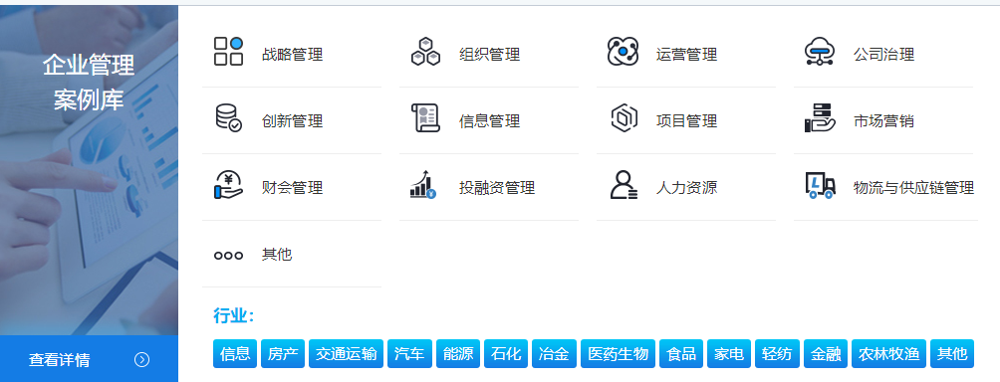 企业管理
案例库
查看详情
战略管理 组织管理 运营管理 公司治理
创新管理 信息管理 项目管理 市场营销
财会管理 投融资管理 人力资源 物流与供应链管理
其他
行业：
信息 房产 交通运输 汽车 能源 石化 冶金 医药生物 食品 家电 轻纺 金融 农林牧渔 其他